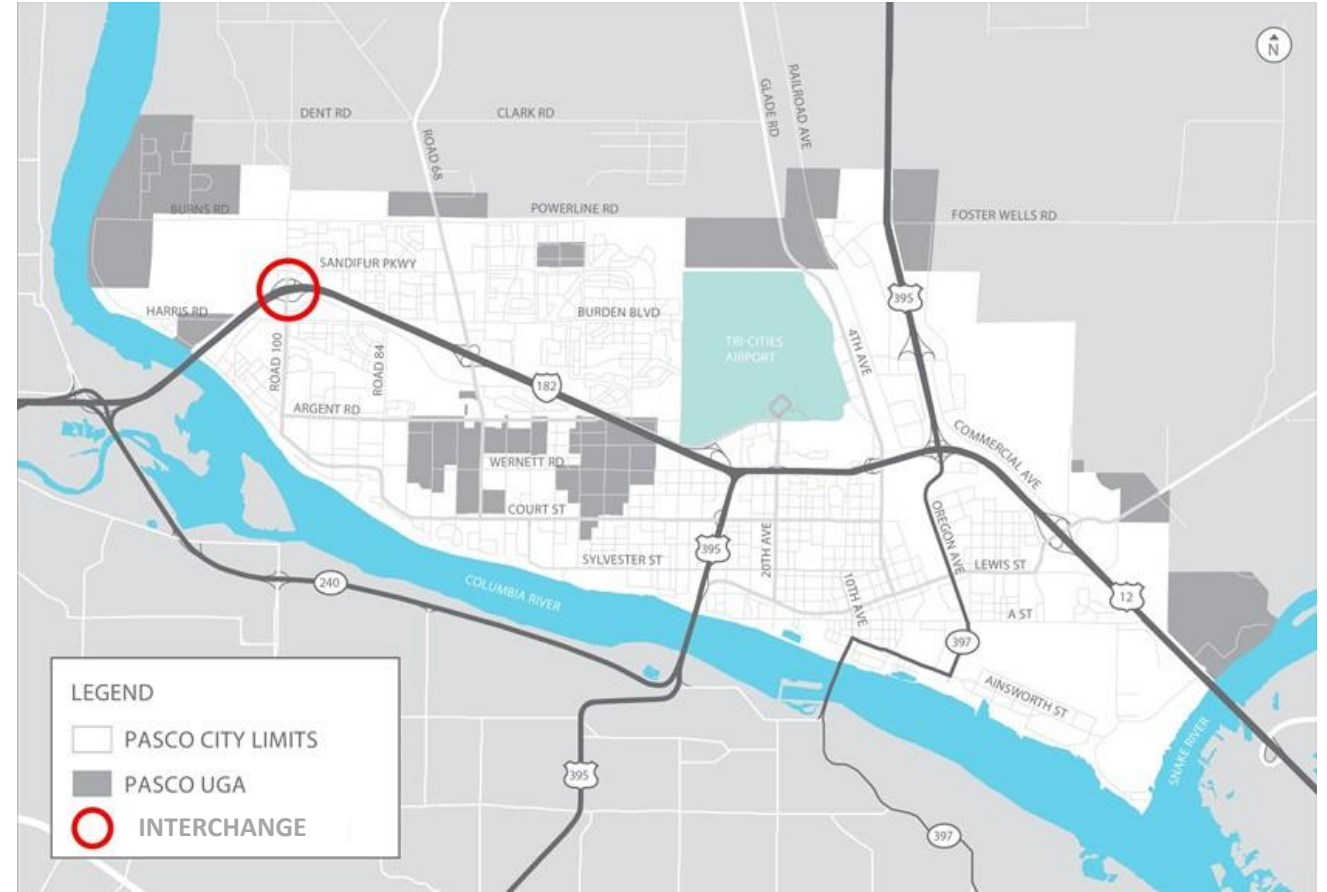 N
DENT RD
CLARK RD
ROAD 68
GLADE RD
RAILROAD AVE
BURNS RD
POWERLINE RD
FOSTER WELLS RD
SANDIFUR PKWY
HARRIS RD
BURDEN BLVD
395
TRI-CITIES
AIRPORT
4TH AVE
ROAD 100
ROAD 84
182
ARGENT RD
COMMERCIAL AVE
WERNETT RD
COURT ST
OREGON AVE
395
20TH AVE
SYLVESTER ST
LEWIS ST
240
COLUMBIA RIVER
10TH AVE
12
A ST
397
AINSWORTH ST
SNAKE RIVER
395
397
LEGEND
PASCO CITY LIMITS
PASCO UGA
INTERCHANGE